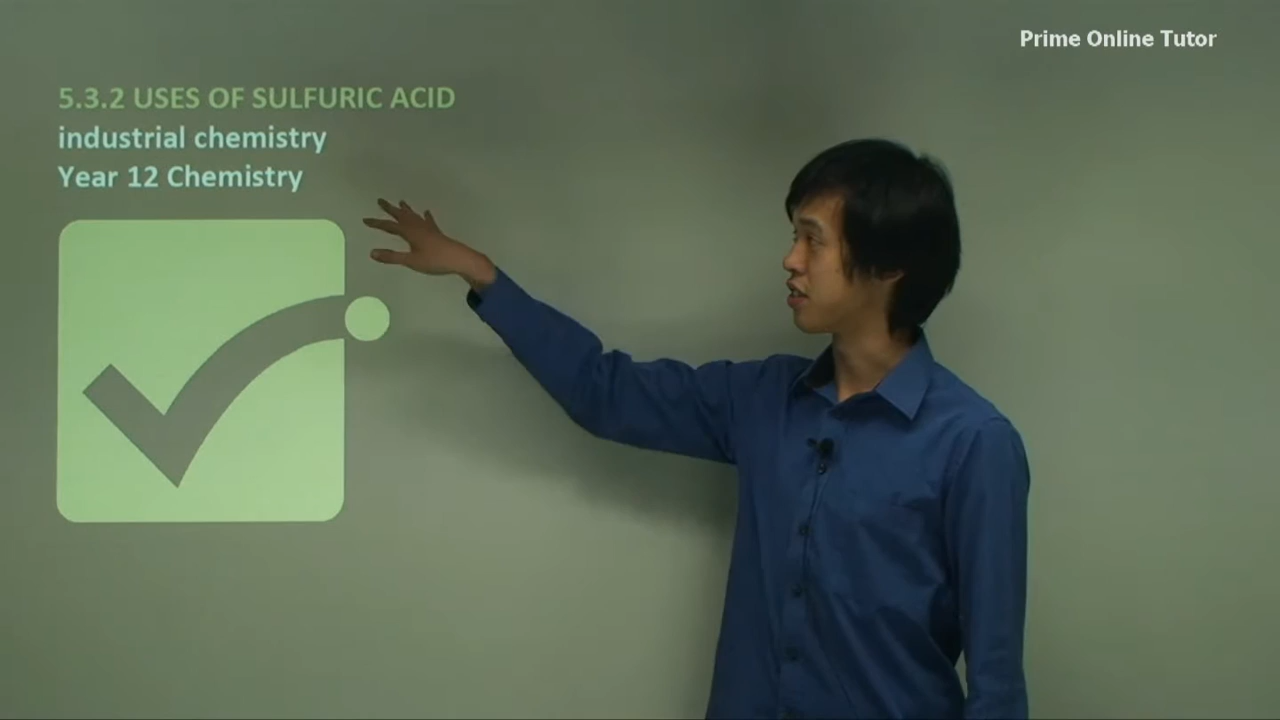 Prime Online Tutor
5.3.2 USES OF SULFURIC ACID
industrial chemistry
Year 12 Chemistry